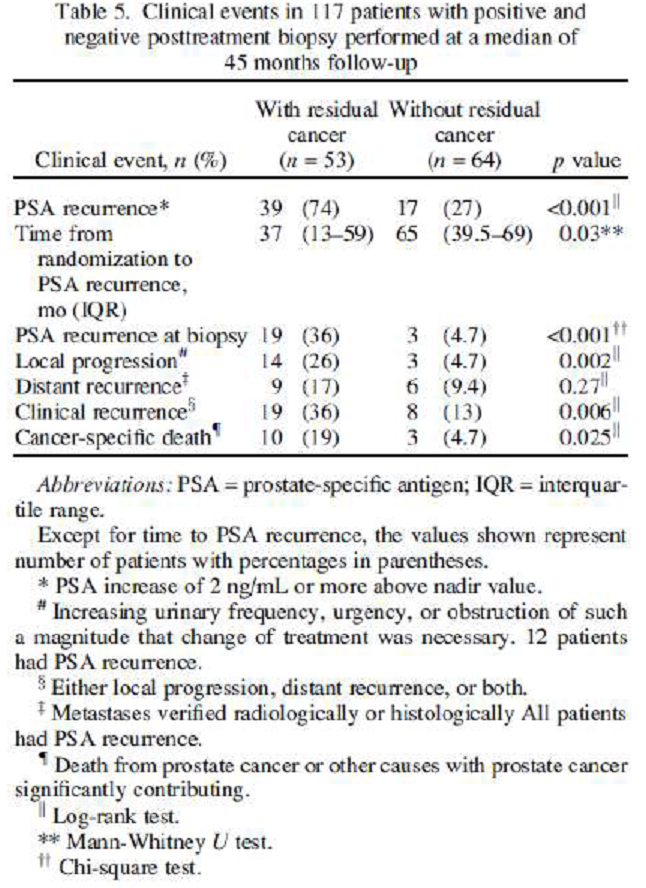 Table 5. Clinical events in 117 patients with positive and
negative posttreatment biopsy performed at a median of
45 months follow-up
With residual Without residual
cancer cancer
Clinical event, n (%) (n = 53) (n = 64) p value
PSA recurrence* 39 (74) 17 (27) <0.001||
Time from 37 (13–59) 65 (39.5–69) 0.03**
randomization to
PSA recurrence,
mo (IQR)
PSA recurrence at biopsy 19 (36) 3 (4.7) <0.001††
Local progression# 14 (26) 3 (4.7) 0.002||
Distant recurrence‡ 9 (17) 6 (9.4) 0.27||
Clinical recurrence§ 19 (36) 8 (13) 0.006||
Cancer-specific death¶ 10 (19) 3 (4.7) 0.025||
Abbreviations: PSA = prostate-specific antigen; IQR = interquar-
tile range.
Except for time to PSA recurrence, the values shown represent
number of patients with percentages in parentheses.
* PSA increase of 2 ng/mL or more above nadir value.
# Increasing urinary frequency, urgency, or obstruction of such
a magnitude that change of treatment was necessary. 12 patients
had PSA recurrence.
§ Either local progression, distant recurrence, or both.
‡ Metastases verified radiologically or histologically All patients
had PSA recurrence.
¶ Death from prostate cancer or other causes with prostate cancer
significantly contributing.
|| Log-rank test.
** Mann-Whitney U test.
†† Chi-square test.